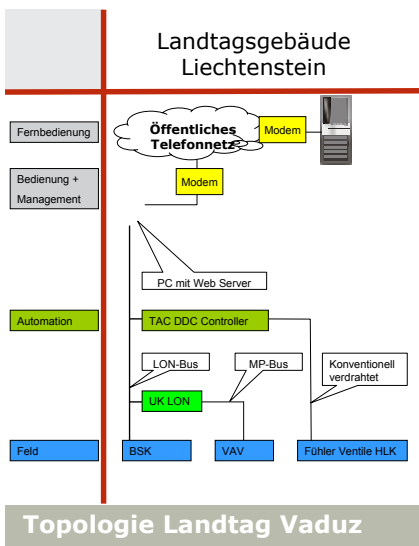 Landtagsgebäude
Liechtenstein
Fernbedienung
Öffentliches
Telefonnetz
Modem
Bedienung +
Management
Modem
PC mit Web Server
Automation
TAC DDC Controller
LON-Bus
MP-Bus
Konventionell
verdrahtet
UK LON
Feld
BSK
VAV
Fühler Ventile HLK
Topologie Landtag Vaduz